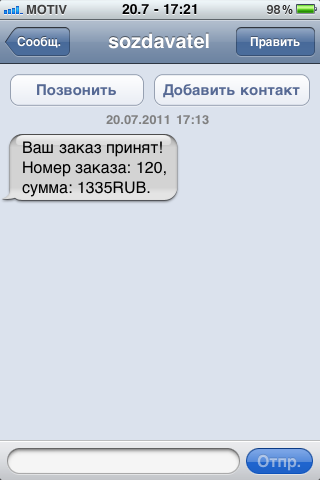 MOTIV 20.7 - 17:21 98%
Сообщ. sozdavatel Править
Позвонить Добавить контакт
20.07.2011 17:13
Ваш заказ принят!
Номер заказа: 120,
сумма: 1335RUB.
Отпр.